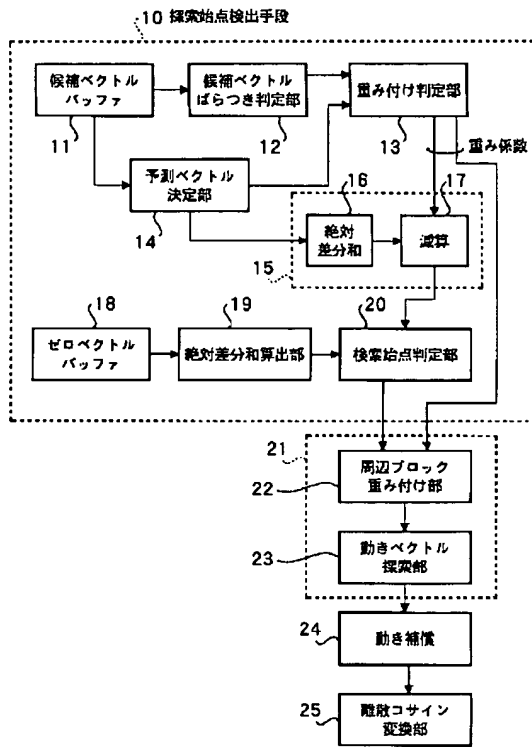 10 探索始点検出手段
候補ベクトル
バッファ
11
候補ベクトル
ばらつき判定部
12
重み付け判定部
13
重み係数
予測ベクトル
決定部
14
16
17
絶対
差分和
減算
15
18
19
20
ゼロベクトル
バッファ
絶対差分和算出部
検索始点判定部
21
周辺ブロック
重み付け部
22
動きベクトル
探索部
23
24
動き補償
離散コサイン
変換部
25